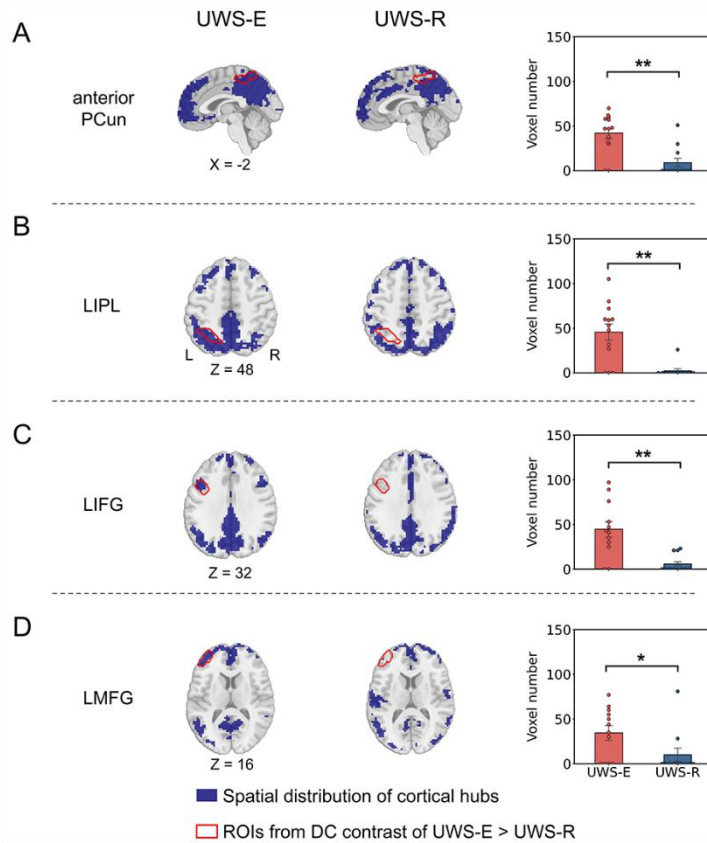 UWS-E UWS-R
A
anterior
PCun
X = -2
Voxel number
150
100
50
0
**
B
LIPL
L R
Z = 48
Voxel number
150
100
50
0
**
C
LIFG
Z = 32
Voxel number
150
100
50
0
**
D
LMFG
Z = 16
Voxel number
150
100
50
0
*
UWS-E UWS-R
Spatial distribution of cortical hubs
ROIs from DC contrast of UWS-E > UWS-R